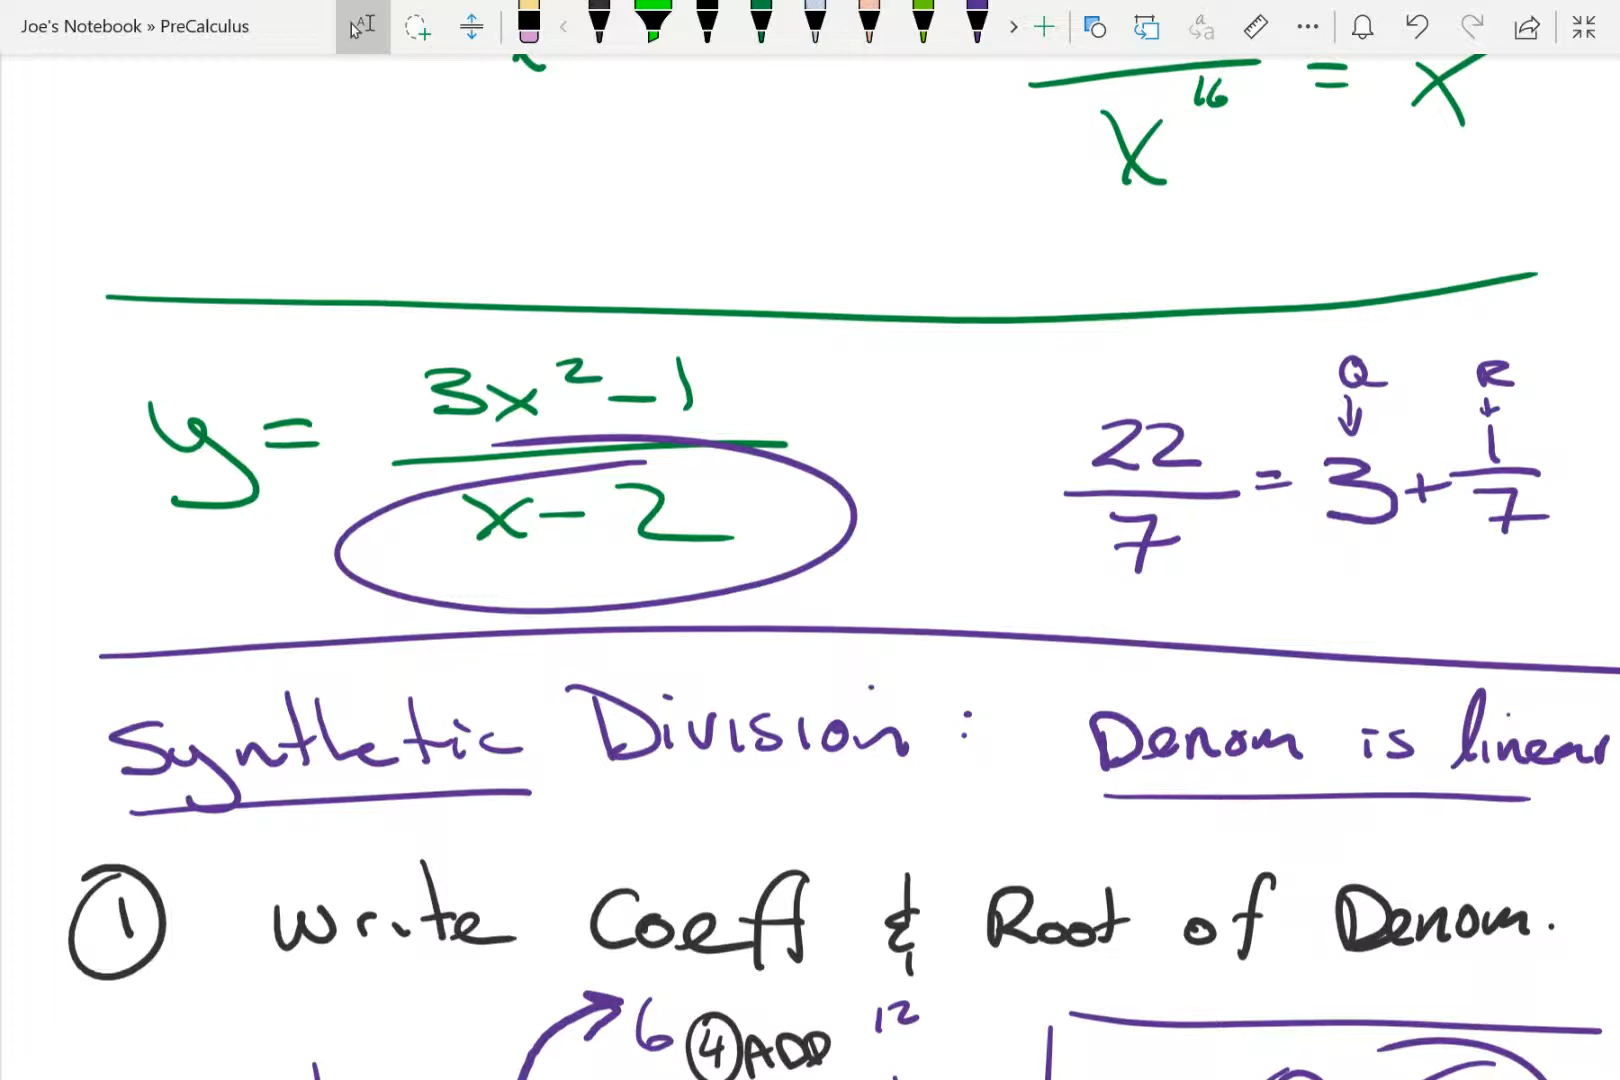 Joe's Notebook » PreCalculus
x^16 = x
y = (3x^2 - 1)/(x - 2)
Q R
22/7 = 3 + 1/7
Synthetic Division : Denom is linear
1 Write Coeff & Root of Denom.
6 4 ADD 12